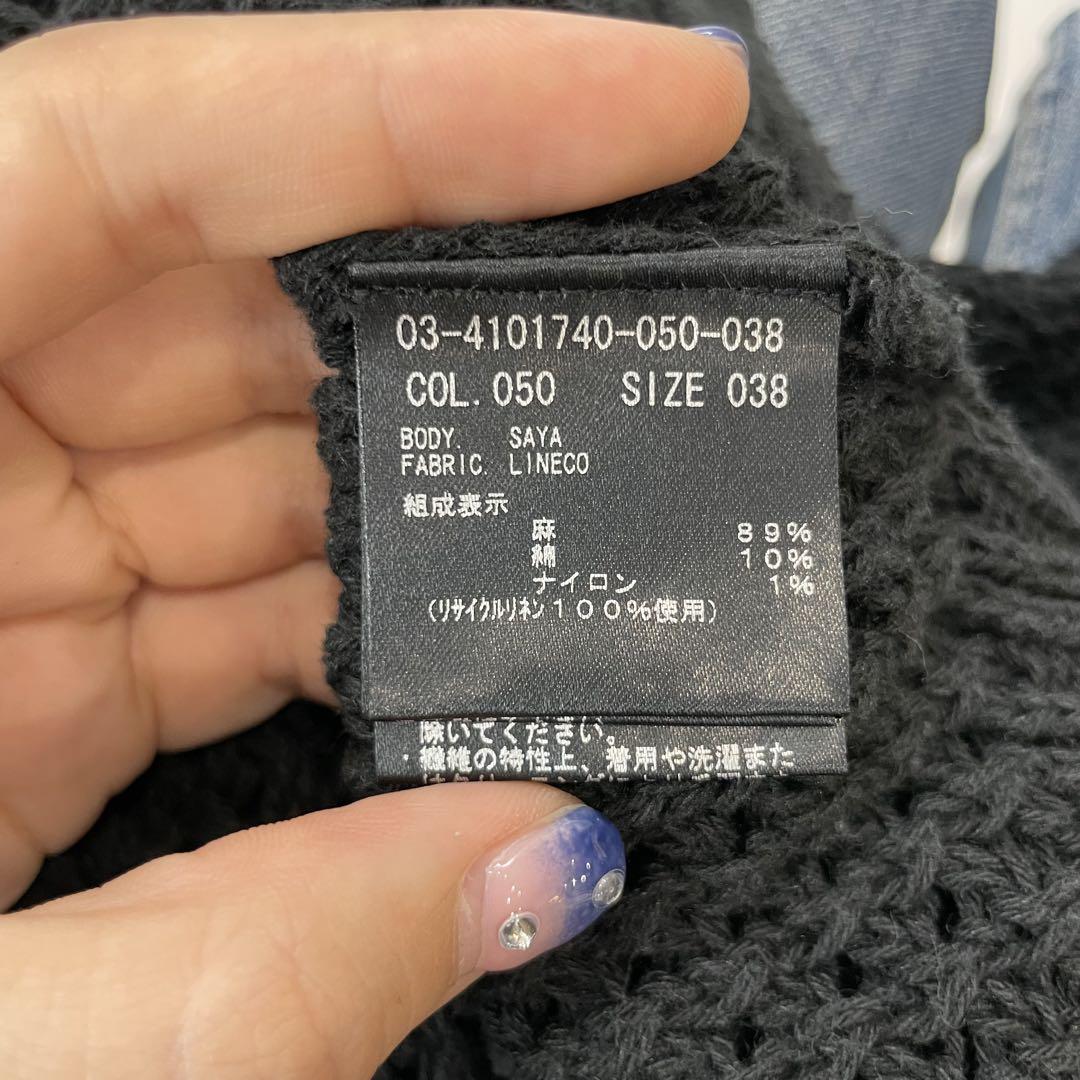 03-4101740-050-038
COL. 050 SIZE 038
BODY. SAYA
FABRIC. LINECO
組成表示
麻 89%
綿 10%
ナイロン 1%
(リサイクルリネン100%使用)
除いてください。
・繊維の特性上、着用や洗濯また